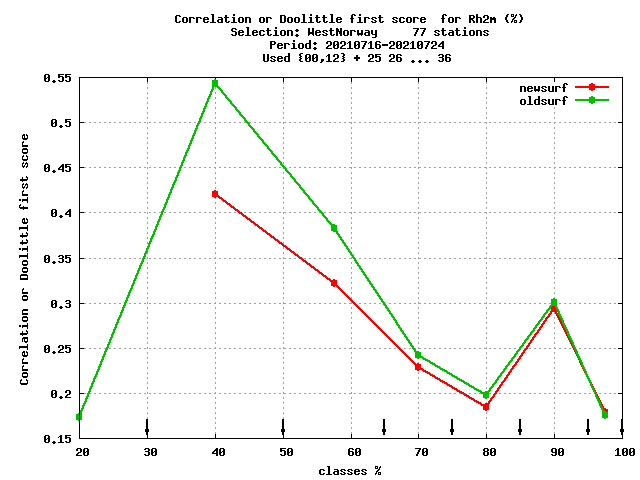 Correlation or Doolittle first score  for Rh2m (%)
Selection: WestNorway     77 stations
Period: 20210716-20210724
Used {00,12} + 25 26 ... 36
newsurf
oldsurf
Correlation or Doolittle first score
0.55
0.5
0.45
0.4
0.35
0.3
0.25
0.2
0.15
20 30 40 50 60 70 80 90 100
classes %